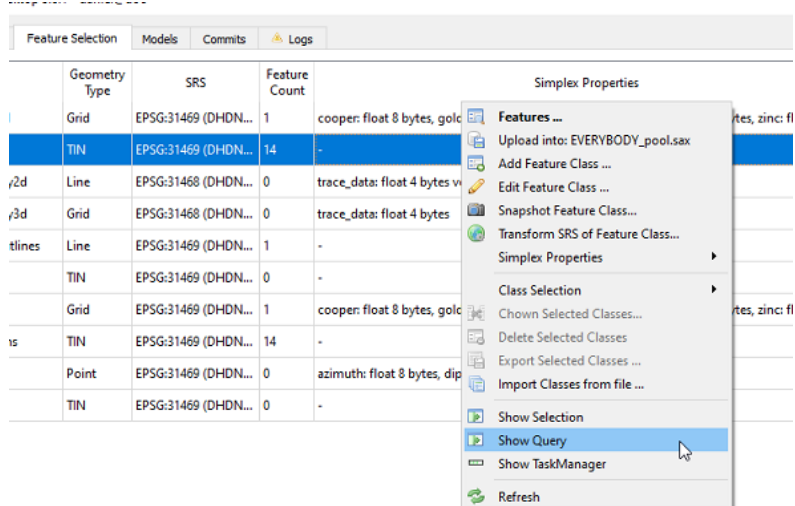 Feature Selection Models Commits Logs
Geometry Type SRS Feature Count Simplex Properties
Grid EPSG:31469 (DHDN... 1 cooper: float 8 bytes, gold zinc: fl
TIN EPSG:31469 (DHDN... 14 -
y2d Line EPSG:31468 (DHDN... 0 trace_data: float 4 bytes
y3d Grid EPSG:31468 (DHDN... 0 trace_data: float 4 bytes
tlines Line EPSG:31469 (DHDN... 1 -
TIN EPSG:31469 (DHDN... 0 -
Grid EPSG:31469 (DHDN... 1 cooper: float 8 bytes, gold ytes, zinc: fl
ns TIN EPSG:31469 (DHDN... 14 -
Point EPSG:31469 (DHDN... 0 azimuth: float 8 bytes, dip
TIN EPSG:31469 (DHDN... 0 -
Features ...
Upload into: EVERYBODY_pool.sax
Add Feature Class ...
Edit Feature Class ...
Snapshot Feature Class...
Transform SRS of Feature Class...
Simplex Properties
Class Selection
Chown Selected Classes...
Delete Selected Classes
Export Selected Classes ...
Import Classes from file ...
Show Selection
Show Query
Show TaskManager
Refresh